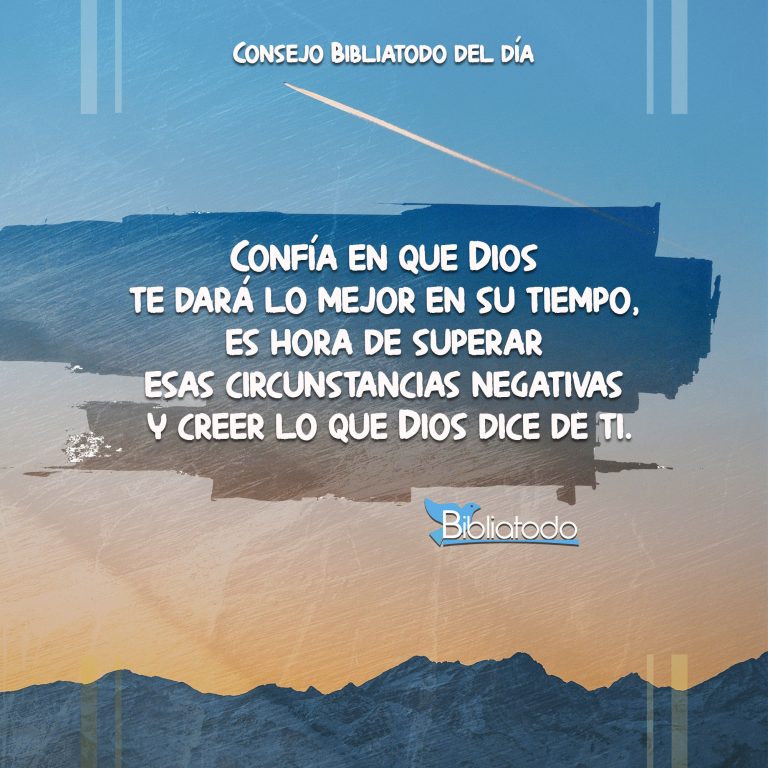 Consejo Bibliatodo del día
Confía en que Dios
te dará lo mejor en su tiempo,
es hora de superar
esas circunstancias negativas
y creer lo que Dios dice de ti.
Bibliatodo